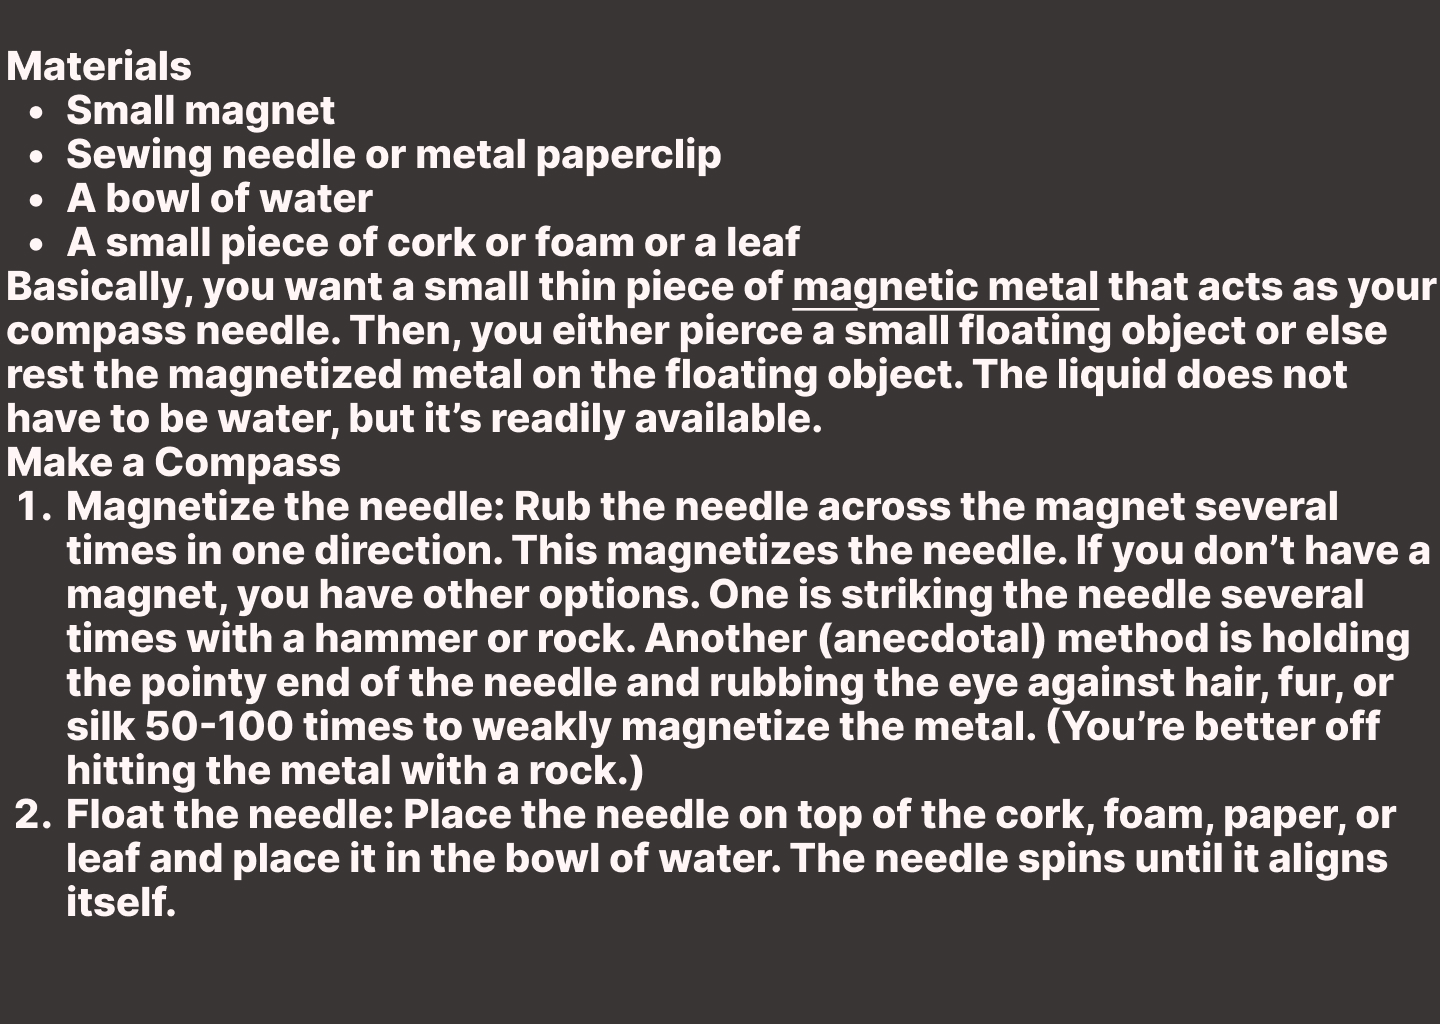 Materials
• Small magnet
• Sewing needle or metal paperclip
• A bowl of water
• A small piece of cork or foam or a leaf
Basically, you want a small thin piece of magnetic metal that acts as your
compass needle. Then, you either pierce a small floating object or else
rest the magnetized metal on the floating object. The liquid does not
have to be water, but it’s readily available.
Make a Compass
1. Magnetize the needle: Rub the needle across the magnet several
times in one direction. This magnetizes the needle. If you don’t have a
magnet, you have other options. One is striking the needle several
times with a hammer or rock. Another (anecdotal) method is holding
the pointy end of the needle and rubbing the eye against hair, fur, or
silk 50-100 times to weakly magnetize the metal. (You’re better off
hitting the metal with a rock.)
2. Float the needle: Place the needle on top of the cork, foam, paper, or
leaf and place it in the bowl of water. The needle spins until it aligns
itself.